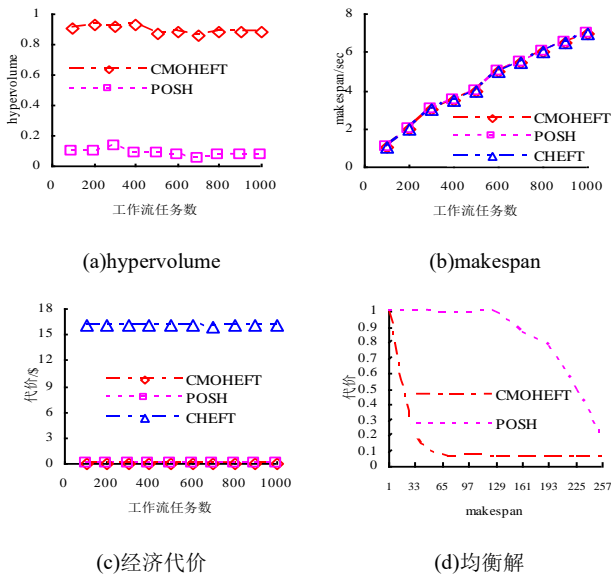 1
0.8
0.6
0.4
0.2
0
hypervolume
CMOHEFT
POSH
0 200 400 600 800 1000
工作流任务数
(a)hypervolume
8
6
4
2
0
makespan/sec
CMOHEFT
POSH
CHEFT
200 400 600 800 1000
工作流任务数
(b)makespan
18
15
12
9
6
3
0
代价/$
CMOHEFT
POSH
CHEFT
0 200 400 600 800 1000
工作流任务数
(c)经济代价
1
0.9
0.8
0.7
0.6
0.5
0.4
0.3
0.2
0.1
0
代价
CMOHEFT
POSH
1 33 65 97 129 161 193 225 257
makespan
(d)均衡解